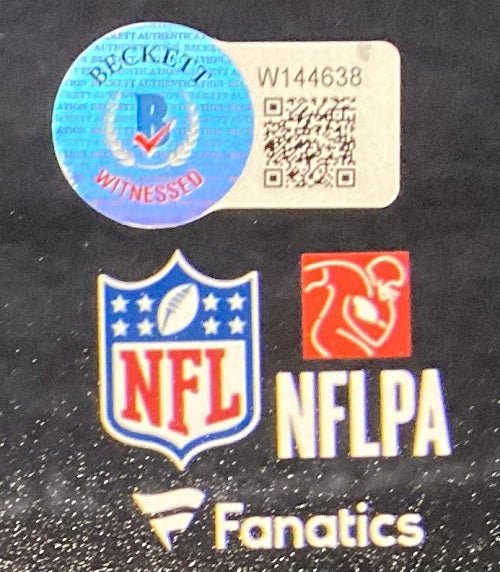 BECKETT
W144638
B
WITNESSED
NFL
NFLPA
Fanatics